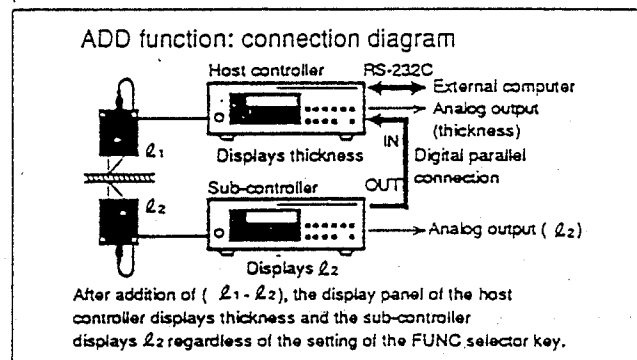 ADD function: connection diagram
Host controller
RS-232C
External computer
Analog output
(thickness)
ℓ1
Displays thickness
IN
Digital parallel
connection
Sub-controller
OUT
ℓ2
Analog output ( ℓ2)
Displays ℓ2
After addition of ( ℓ1 - ℓ2), the display panel of the host
controller displays thickness and the sub-controller
displays ℓ2 regardless of the setting of the FUNC selector key.